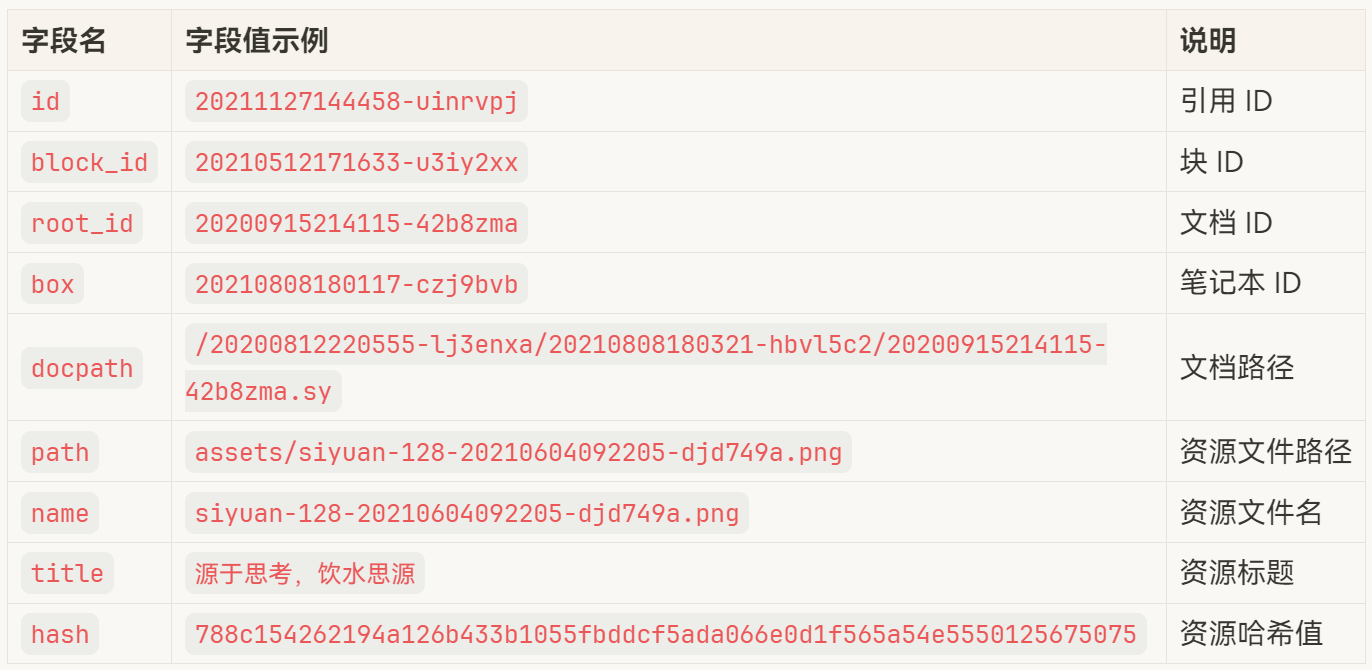 字段名 字段值示例 说明
id 20211127144458-uinrvpj 引用 ID
block_id 20210512171633-u3iy2xx 块 ID
root_id 20200915214115-42b8zma 文档 ID
box 20210808180117-czj9bvb 笔记本 ID
docpath /20200812220555-lj3enxa/20210808180321-hbvl5c2/20200915214115-
42b8zma.sy 文档路径
path assets/siyuan-128-20210604092205-djd749a.png 资源文件路径
name siyuan-128-20210604092205-djd749a.png 资源文件名
title 源于思考，饮水思源 资源标题
hash 788c154262194a126b433b1055fbddcf5ada066e0d1f565a54e5550125675075 资源哈希值